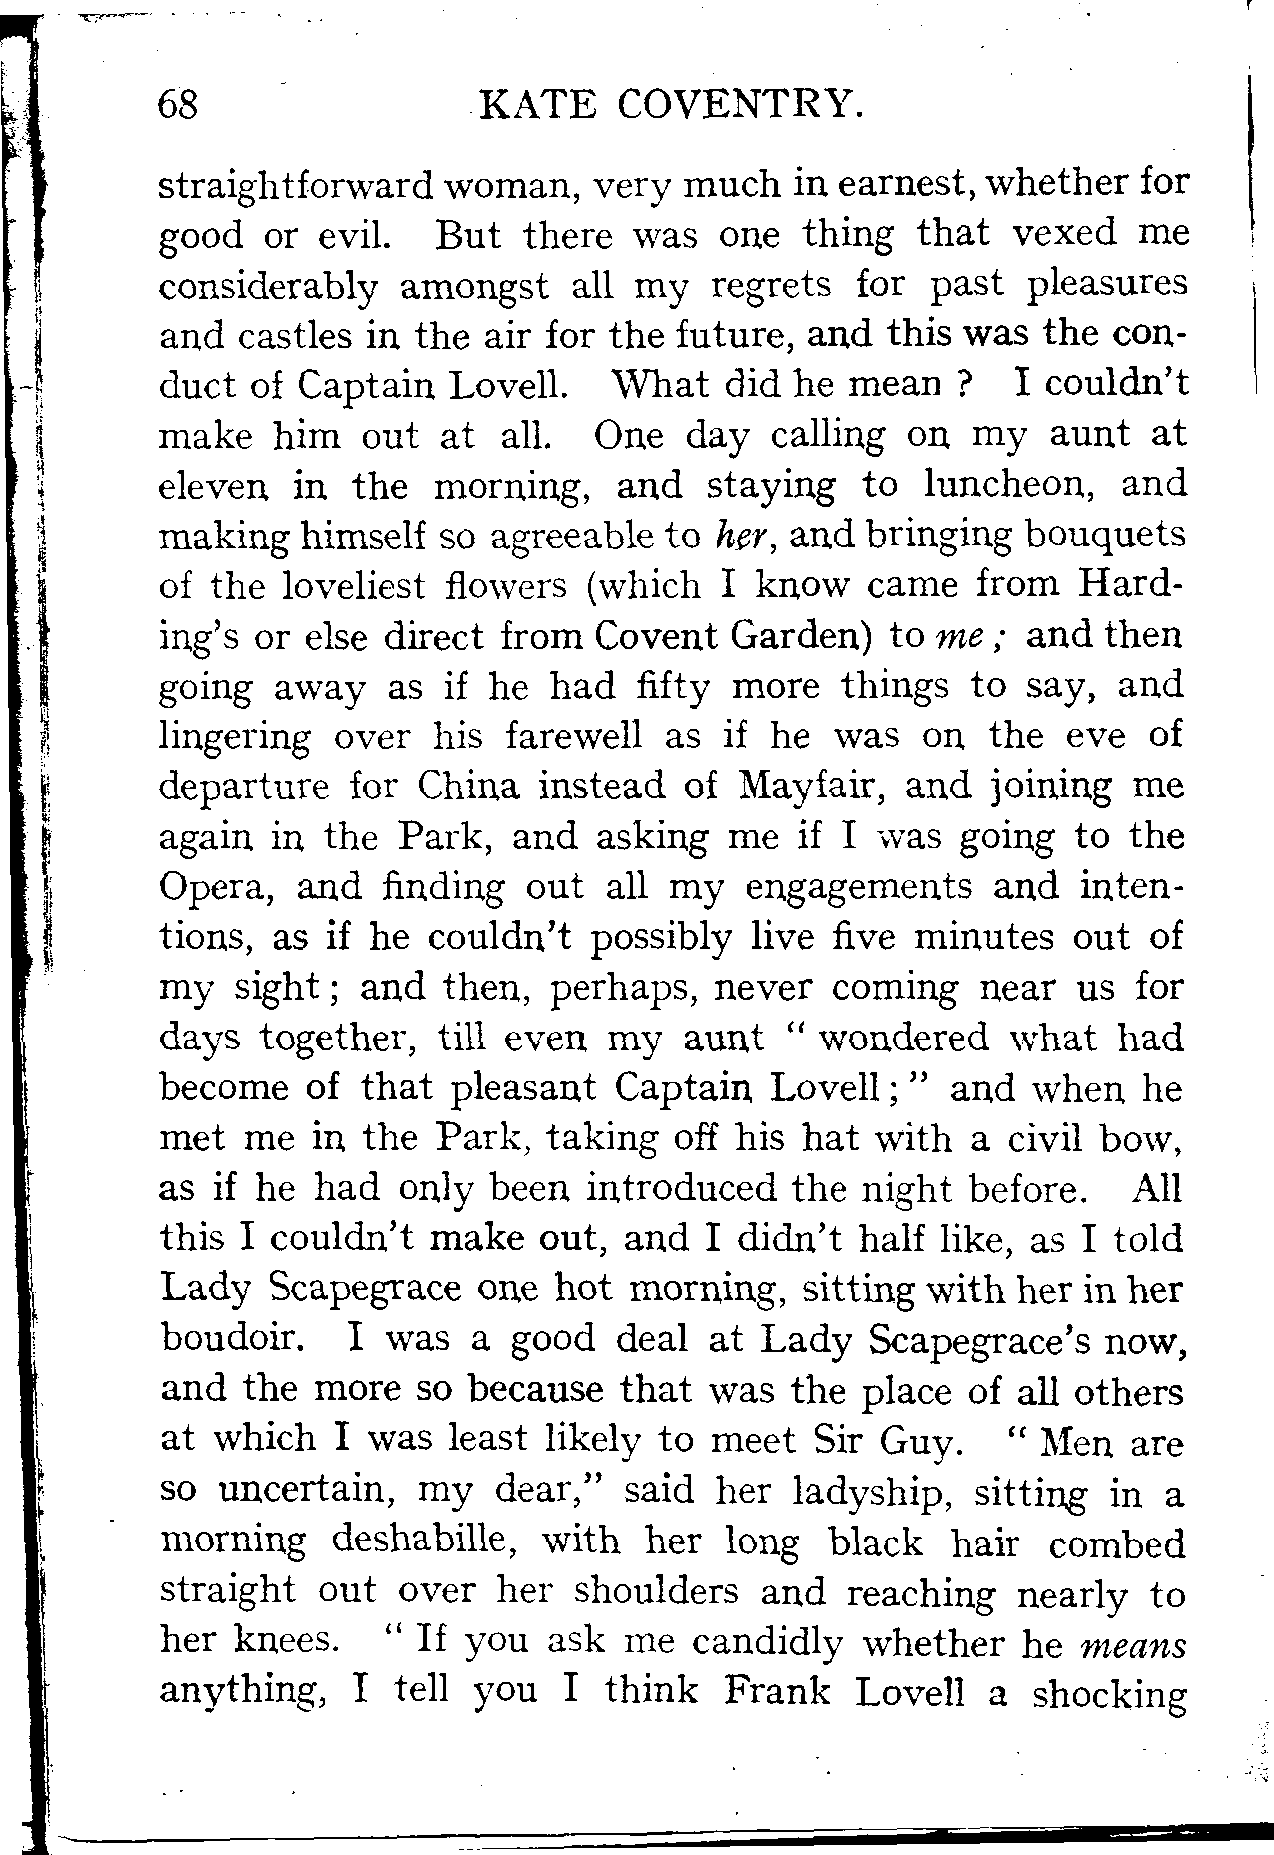 68 KATE COVENTRY.
straightforward woman, very much in earnest, whether for
good or evil. But there was one thing that vexed me
considerably amongst all my regrets for past pleasures
and castles in the air for the future, and this was the con-
duct of Captain Lovell. What did he mean ? I couldn't
make him out at all. One day calling on my aunt at
eleven in the morning, and staying to luncheon, and
making himself so agreeable to her, and bringing bouquets
of the loveliest flowers (which I know came from Hard-
ing's or else direct from Covent Garden) to me ; and then
going away as if he had fifty more things to say, and
lingering over his farewell as if he was on the eve of
departure for China instead of Mayfair, and joining me
again in the Park, and asking me if I was going to the
Opera, and finding out all my engagements and inten-
tions, as if he couldn't possibly live five minutes out of
my sight ; and then, perhaps, never coming near us for
days together, till even my aunt " wondered what had
become of that pleasant Captain Lovell ; " and when he
met me in the Park, taking off his hat with a civil bow,
as if he had only been introduced the night before. All
this I couldn't make out, and I didn't half like, as I told
Lady Scapegrace one hot morning, sitting with her in her
boudoir. I was a good deal at Lady Scapegrace's now,
and the more so because that was the place of all others
at which I was least likely to meet Sir Guy. " Men are
so uncertain, my dear," said her ladyship, sitting in a
morning deshabille, with her long black hair combed
straight out over her shoulders and reaching nearly to
her knees. " If you ask me candidly whether he means
anything, I tell you I think Frank Lovell a shocking